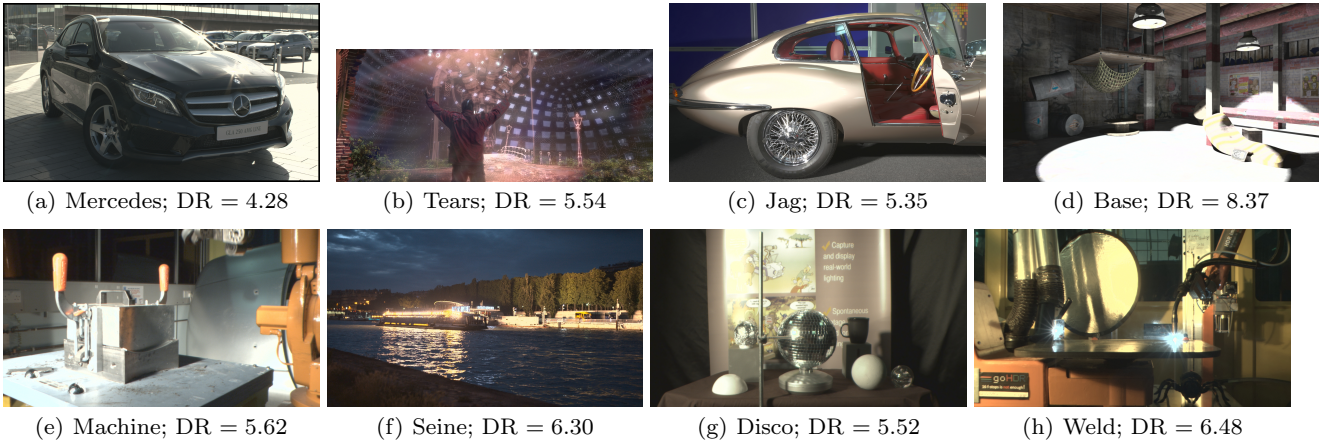 (a) Mercedes; DR = 4.28
(b) Tears; DR = 5.54
(c) Jag; DR = 5.35
(d) Base; DR = 8.37
✓ Capture
and display
real-world
lighting
Spontaneous
goHDR
(e) Machine; DR = 5.62
(f) Seine; DR = 6.30
(g) Disco; DR = 5.52
(h) Weld; DR = 6.48